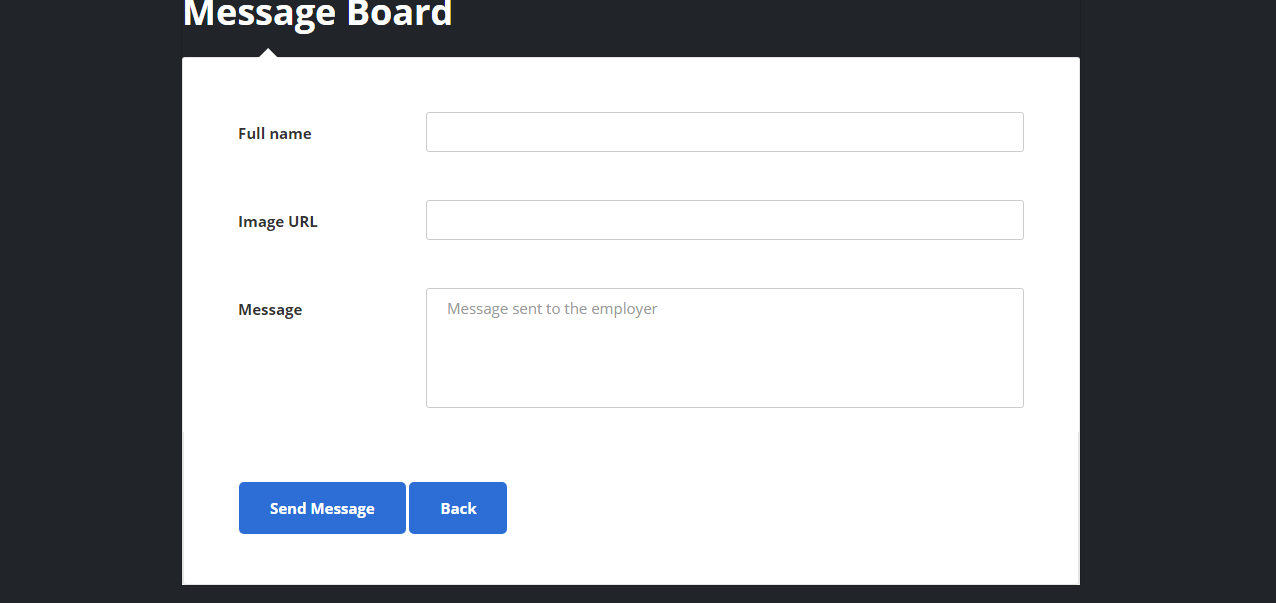 Message Board
Full name
Image URL
Message
Message sent to the employer
Send Message
Back